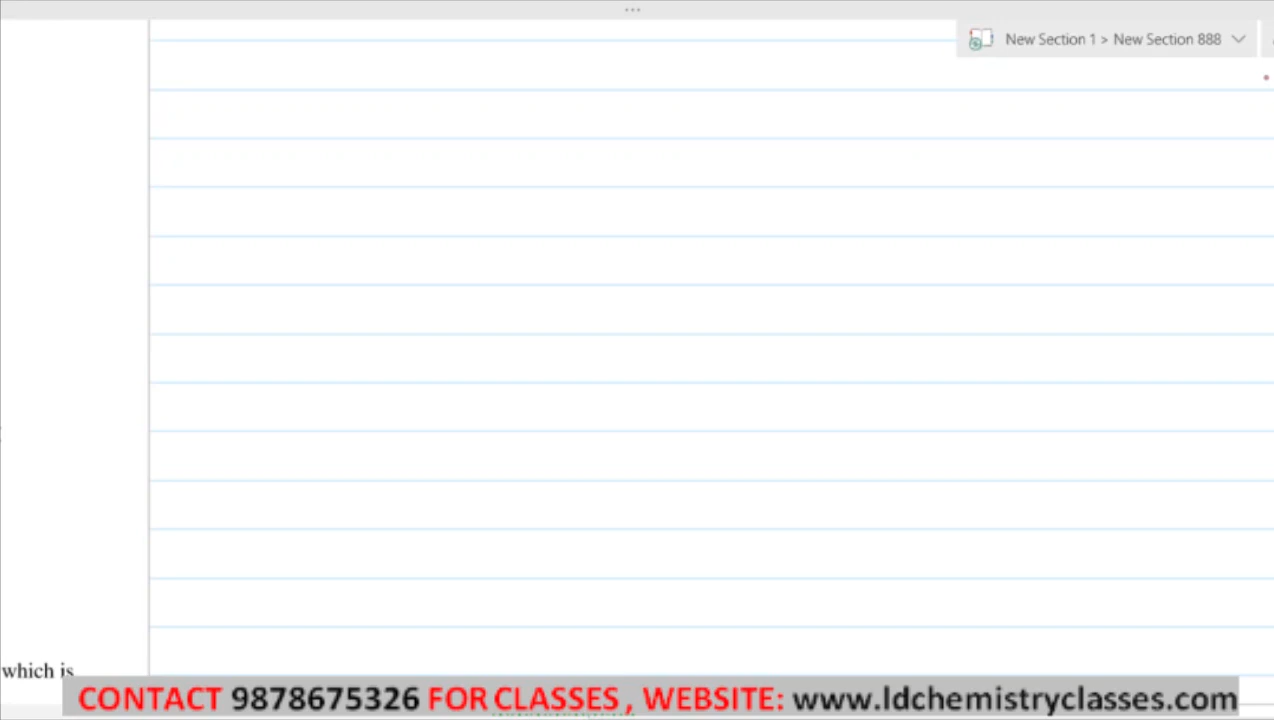 New Section 1 > New Section 888
which is
CONTACT 9878675326 FOR CLASSES , WEBSITE: www.ldchemistryclasses.com